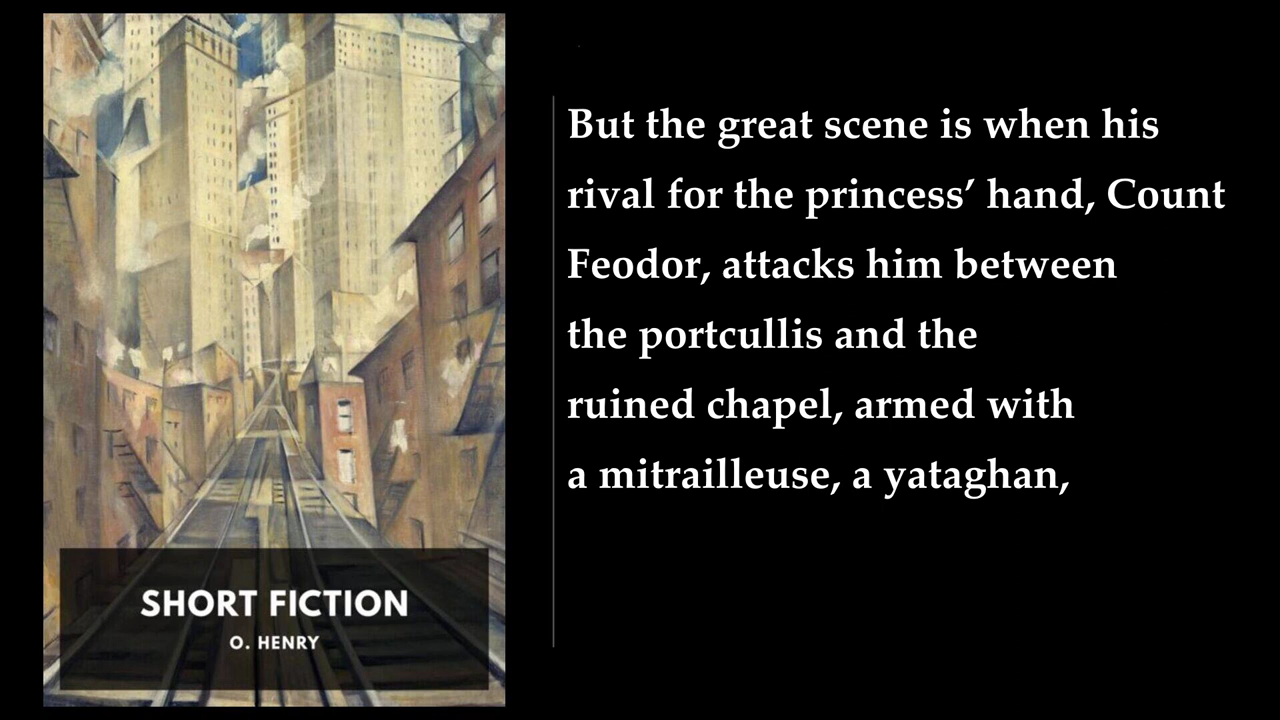 But the great scene is when his
rival for the princess’ hand, Count
Feodor, attacks him between
the portcullis and the
ruined chapel, armed with
a mitrailleuse, a yataghan,
SHORT FICTION
O. HENRY